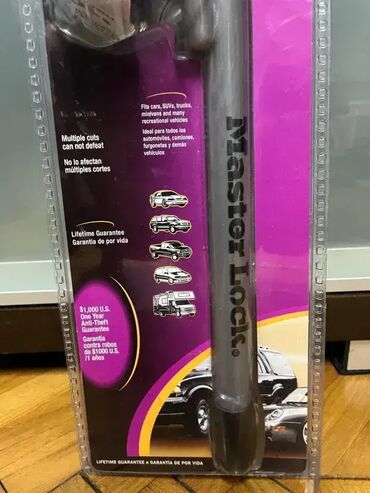 Multiple cuts
can not defeat
No lo afectan
múltiples cortes
Fits cars, SUVs, trucks,
minivans and many
recreational vehicles
Ideal para todos los
automóviles, camiones,
furgonetas y demás
vehículos
Lifetime Guarantee
Garantía de por vida
$1,000 U.S.
One Year
Anti-Theft
Guarantee
Garantía
contra robos
de $1000 U.S.
/1 años
Master Lock®
LIFETIME GUARANTEE • GARANTÍA DE POR VIDA